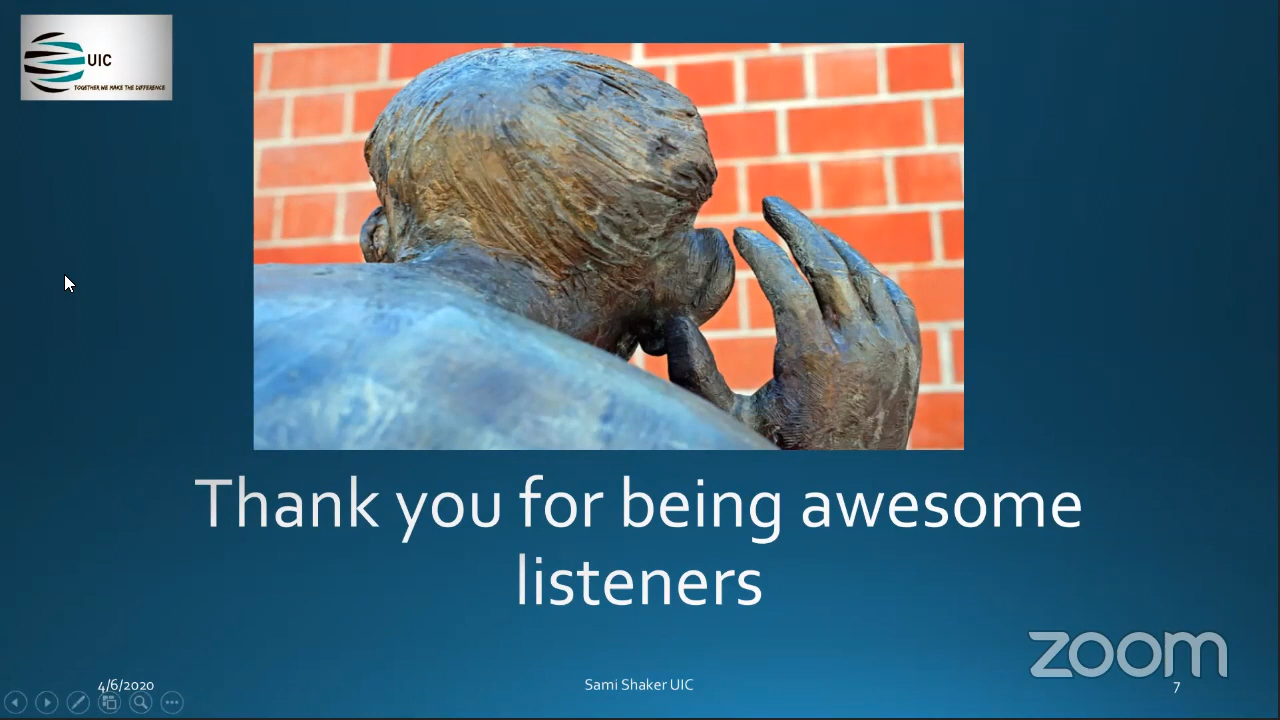 UIC
TOGETHER WE MAKE THE DIFFERENCE
Thank you for being awesome
listeners
zoom
4/6/2020
Sami Shaker UIC
7